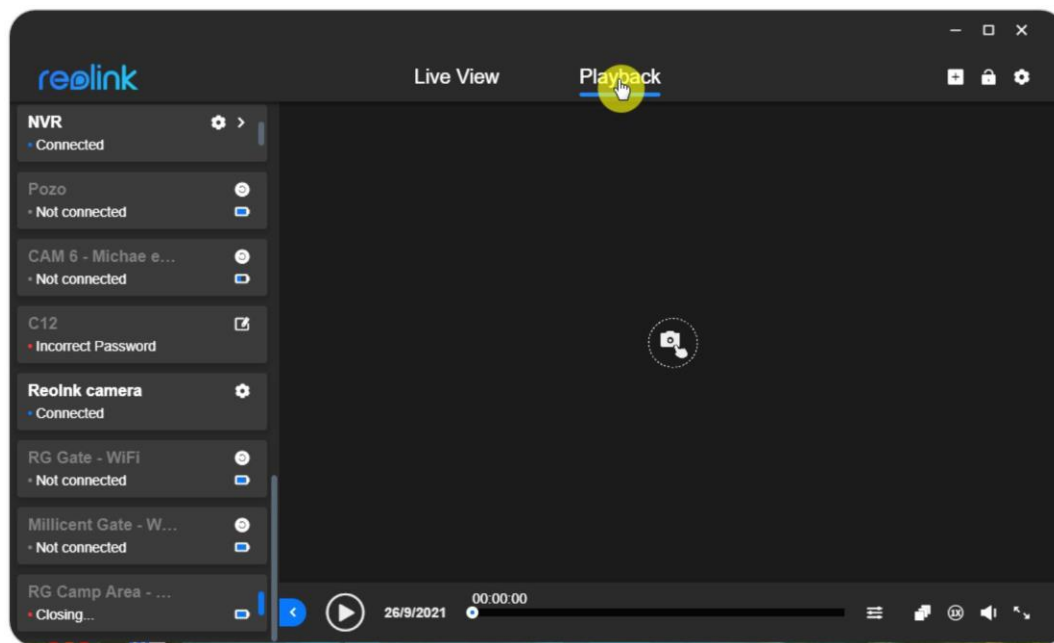 reolink
Live View
Playback
NVR
Connected
Pozo
Not connected
CAM 6 - Michae e...
Not connected
C12
Incorrect Password
Reolnk camera
Connected
RG Gate - WiFi
Not connected
Millicent Gate - W...
Not connected
RG Camp Area - ...
Closing...
00:00:00
26/9/2021
1X